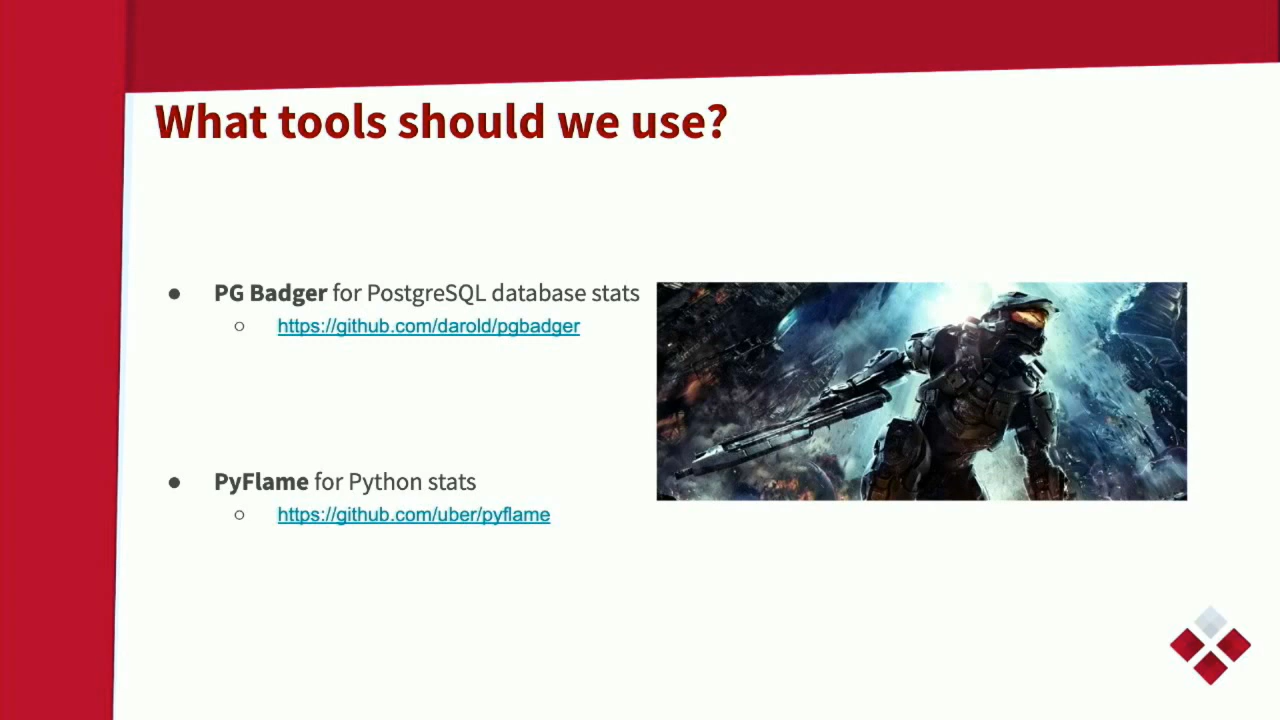 What tools should we use?
● PG Badger for PostgreSQL database stats
○ https://github.com/darold/pgbadger
● PyFlame for Python stats
○ https://github.com/uber/pyflame